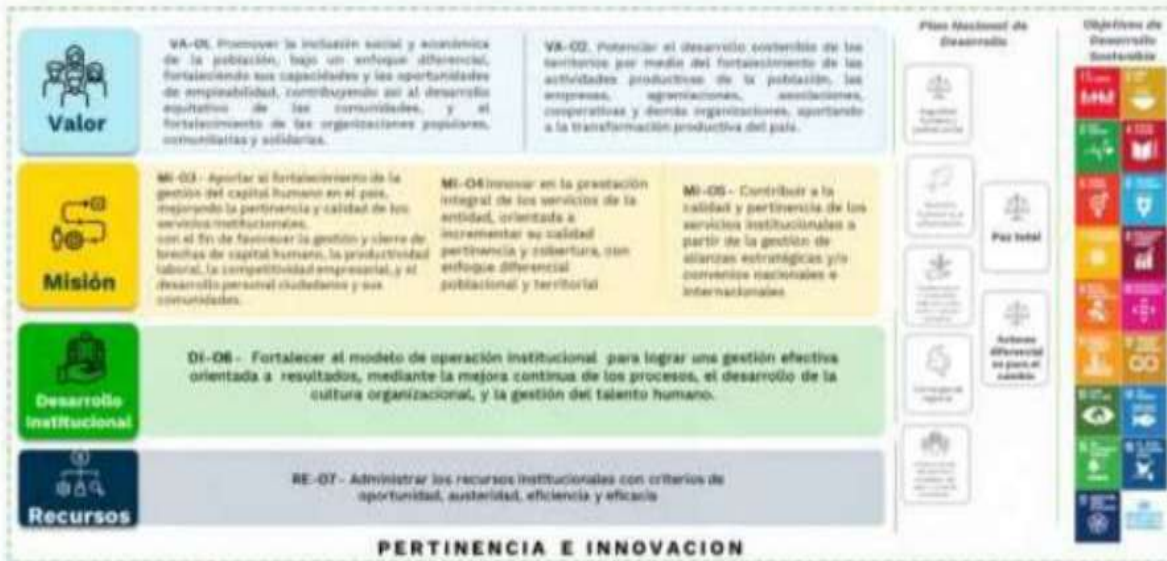 Plan Nacional de
Desarrollo
Objetivos de
Desarrollo
Sostenible
Valor
VA-01. Promover la inclusión social y económica
de la población, bajo un enfoque diferencial,
fortaleciendo sus capacidades y las oportunidades
de empleabilidad, contribuyendo así al desarrollo
equitativo de las comunidades, y el
fortalecimiento de las organizaciones populares,
comunitarias y solidarias.
VA-02. Potenciar el desarrollo sostenible de los
territorios por medio del fortalecimiento de las
actividades productivas de la población, las
empresas, agremiaciones, asociaciones,
cooperativas y demás organizaciones, aportando
a la transformación productiva del país.
Misión
MI-03 - Aportar al fortalecimiento de la
gestión del capital humano en el país,
mejorando la pertinencia y calidad de los
servicios institucionales,
con el fin de favorecer la gestión y cierre de
brechas de capital humano, la productividad
laboral, la competitividad empresarial, y el
desarrollo personal ciudadanos y sus
comunidades.
MI-04 Innovar en la prestación
integral de los servicios de la
entidad, orientada a
incrementar su calidad
pertinencia y cobertura, con
enfoque diferencial
poblacional y territorial
MI-05 - Contribuir a la
calidad y pertinencia de los
servicios institucionales a
partir de la gestión de
alianzas estratégicas y/o
convenios nacionales e
internacionales
Desarrollo
Institucional
DI-06 - Fortalecer el modelo de operación institucional para lograr una gestión efectiva
orientada a resultados, mediante la mejora continua de los procesos, el desarrollo de la
cultura organizacional, y la gestión del talento humano.
Recursos
RE-07 - Administrar los recursos institucionales con criterios de
oportunidad, austeridad, eficiencia y eficacia
Paz total
Actores
diferencial
es para el
cambio
PERTINENCIA E INNOVACION